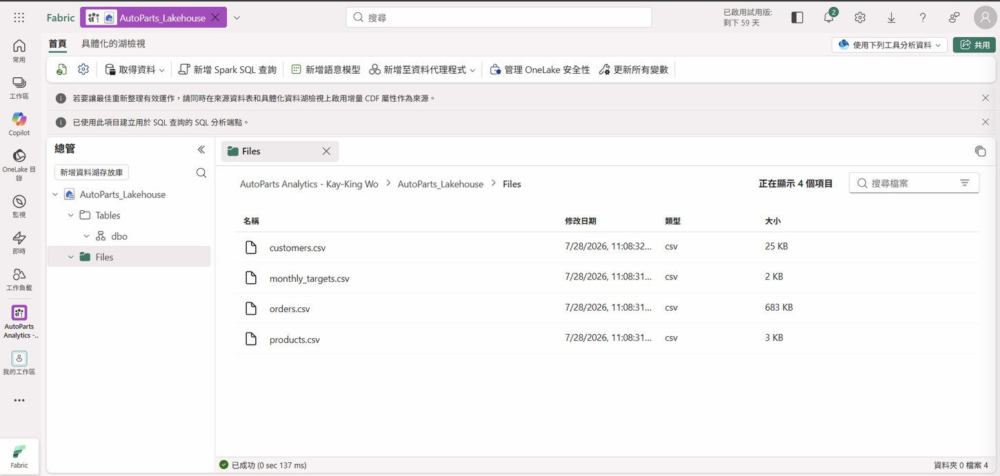 Fabric
AutoParts_Lakehouse
搜尋
已啟用試用版:
剩下 59 天
2
首頁
具體化的湖檢視
使用下列工具分析資料
共用
取得資料
新增 Spark SQL 查詢
新增語意模型
新增至資料代理程式
管理 OneLake 安全性
更新所有變數
若要讓最佳重新整理有效運作，請同時在來源資料表和具體化資料湖檢視上啟用增量 CDF 屬性作為來源。
已使用此項目建立用於 SQL 查詢的 SQL 分析端點。
常用
工作區
Copilot
OneLake 目
錄
監視
即時
工作負載
AutoParts
Analytics -..
我的工作區
Fabric
總管
新增資料湖存放庫
AutoParts_Lakehouse
Tables
dbo
Files
Files
AutoParts Analytics - Kay-King Wo > AutoParts_Lakehouse > Files
正在顯示 4 個項目
搜尋檔案
名稱 修改日期 類型 大小
customers.csv 7/28/2026, 11:08:32... csv 25 KB
monthly_targets.csv 7/28/2026, 11:08:31... csv 2 KB
orders.csv 7/28/2026, 11:08:31... csv 683 KB
products.csv 7/28/2026, 11:08:31... csv 3 KB
已成功 (0 sec 137 ms)
資料夾 0 檔案 4